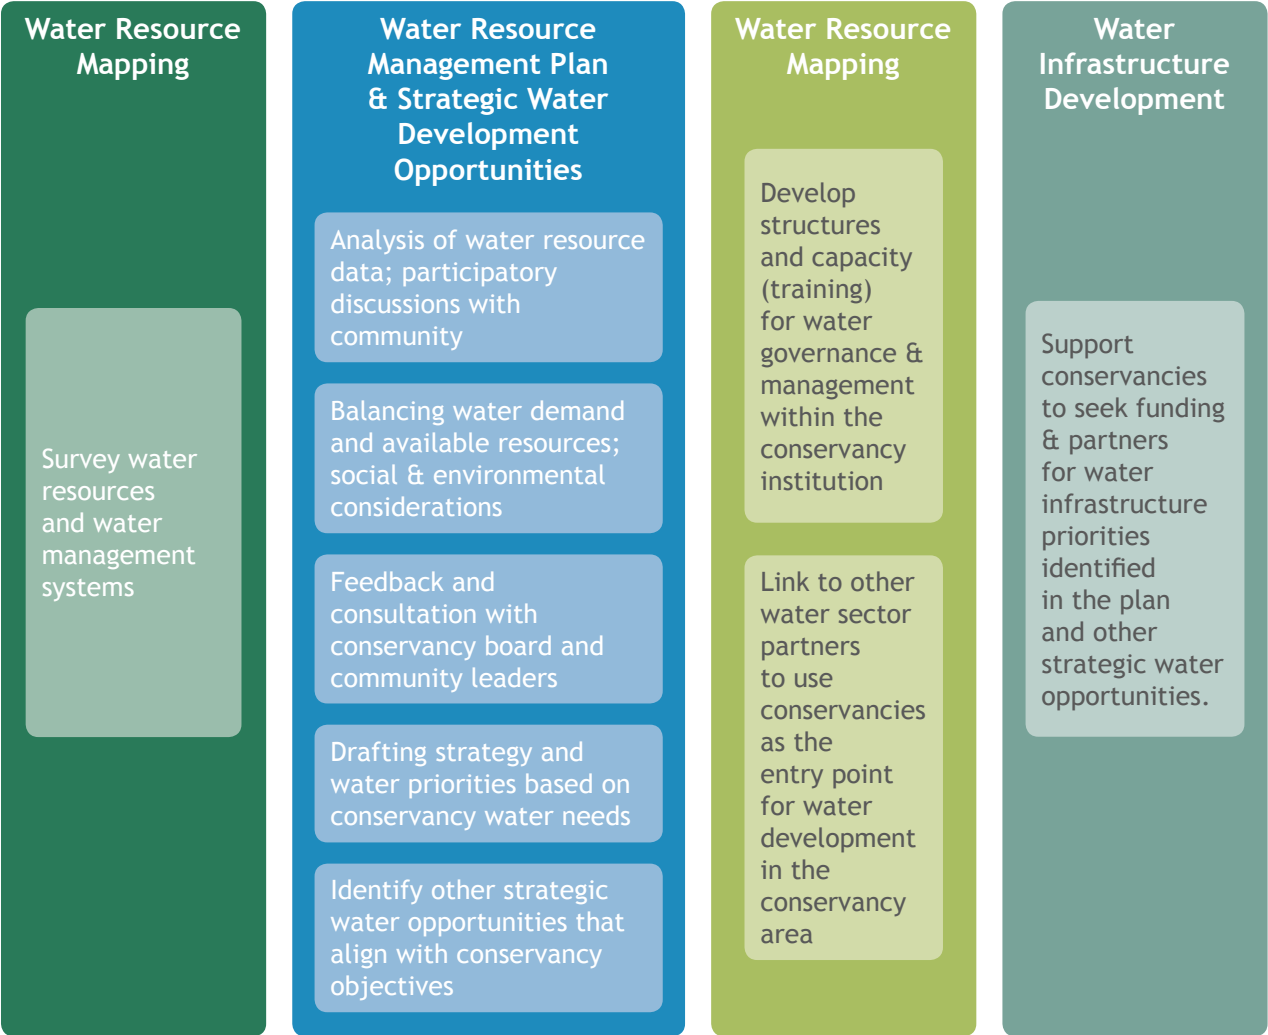 Water Resource
Mapping
Survey water
resources
and water
management
systems
Water Resource
Management Plan
& Strategic Water
Development
Opportunities
Analysis of water resource
data; participatory
discussions with
community
Balancing water demand
and available resources;
social & environmental
considerations
Feedback and
consultation with
conservancy board and
community leaders
Drafting strategy and
water priorities based on
conservancy water needs
Identify other strategic
water opportunities that
align with conservancy
objectives
Water Resource
Mapping
Develop
structures
and capacity
(training)
for water
governance &
management
within the
conservancy
institution
Link to other
water sector
partners
to use
conservancies
as the
entry point
for water
development
in the
conservancy
area
Water
Infrastructure
Development
Support
conservancies
to seek funding
& partners
for water
infrastructure
priorities
identified
in the plan
and other
strategic water
opportunities.